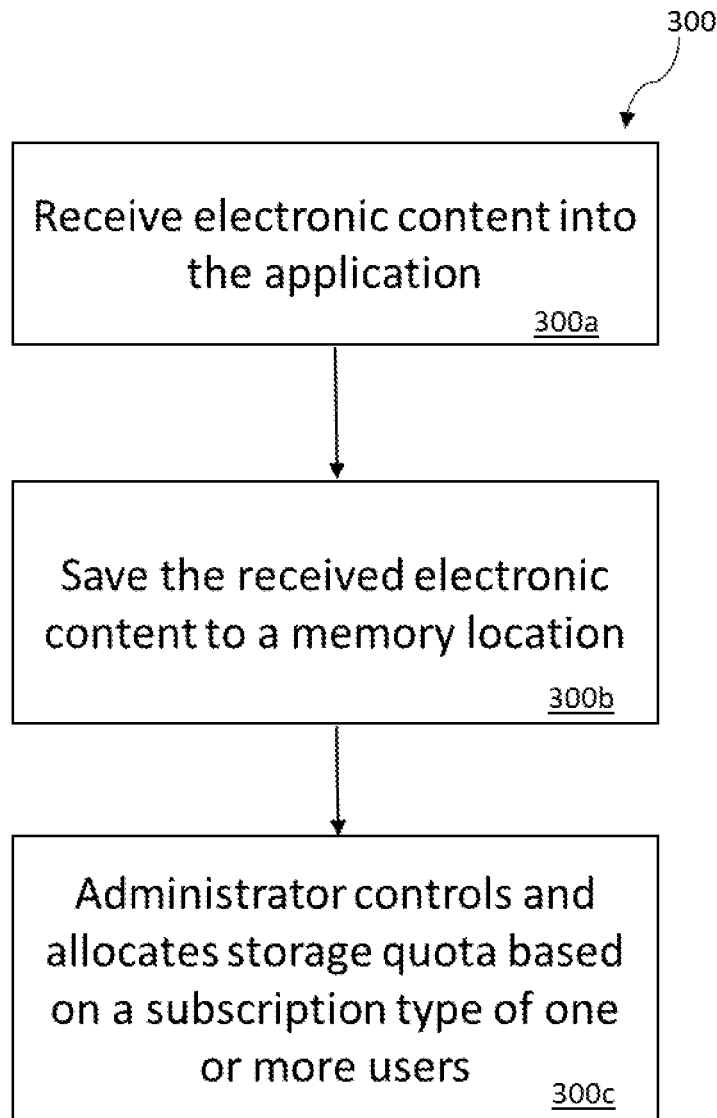 300
Receive electronic content into
the application
300a
Save the received electronic
content to a memory location
300b
Administrator controls and
allocates storage quota based
on a subscription type of one
or more users
300c